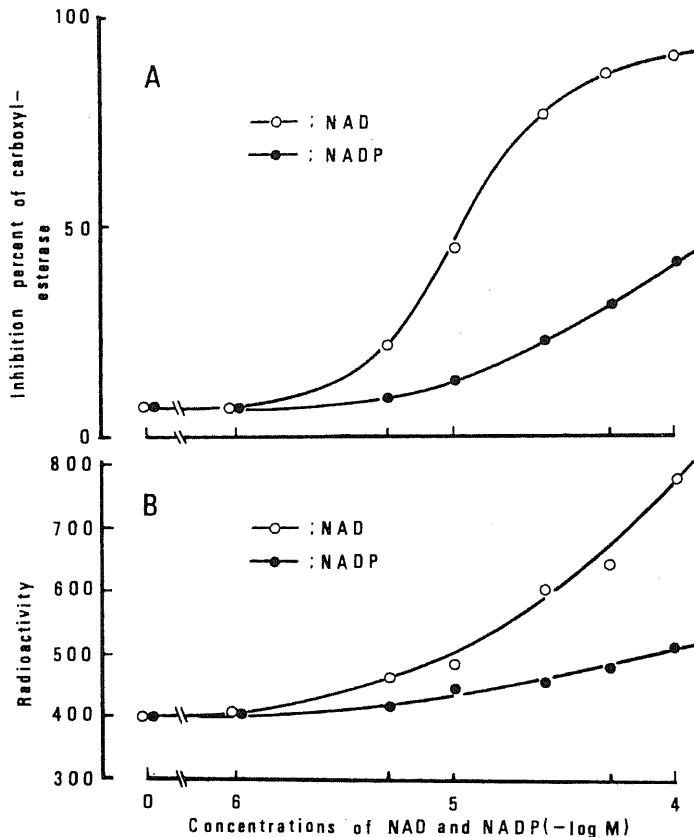 100
A
: NAD
: NADP
50
0
Inhibition percent of carboxyl-
esterase
800
B
: NAD
: NADP
700
600
500
400
300
Radioactivity
0 6 5 4
Concentrations of NAD and NADP(-log M)